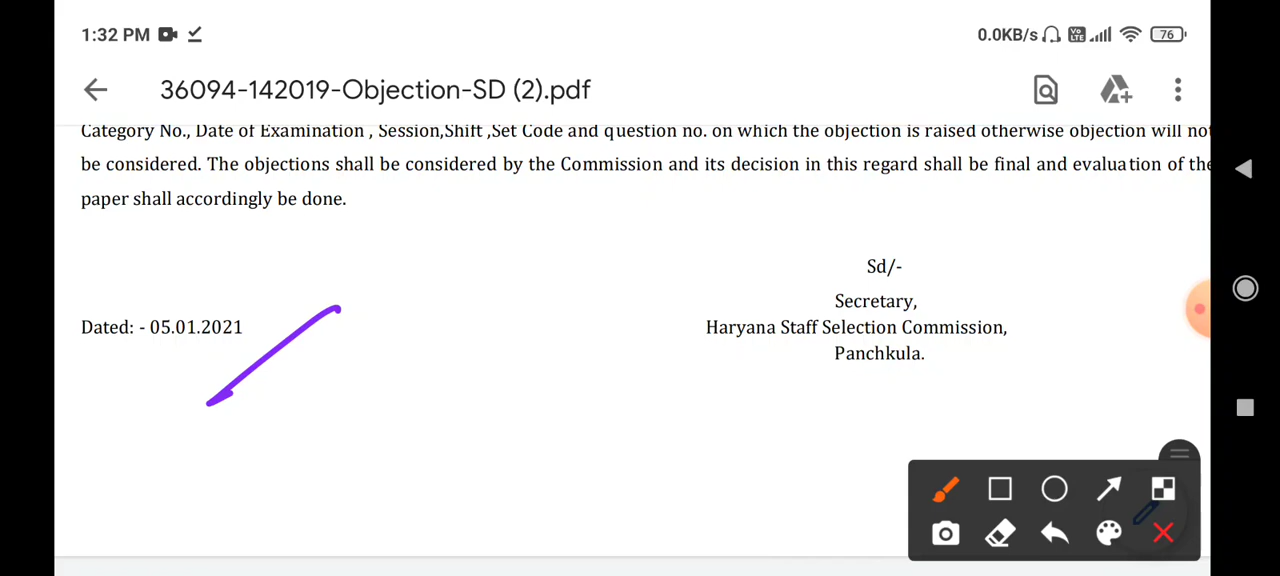 1:32 PM
0.0KB/s Vo LTE 76
36094-142019-Objection-SD (2).pdf
Category No., Date of Examination , Session,Shift ,Set Code and question no. on which the objection is raised otherwise objection will not
be considered. The objections shall be considered by the Commission and its decision in this regard shall be final and evaluation of the
paper shall accordingly be done.
Sd/-
Secretary,
Dated: - 05.01.2021
Haryana Staff Selection Commission,
Panchkula.